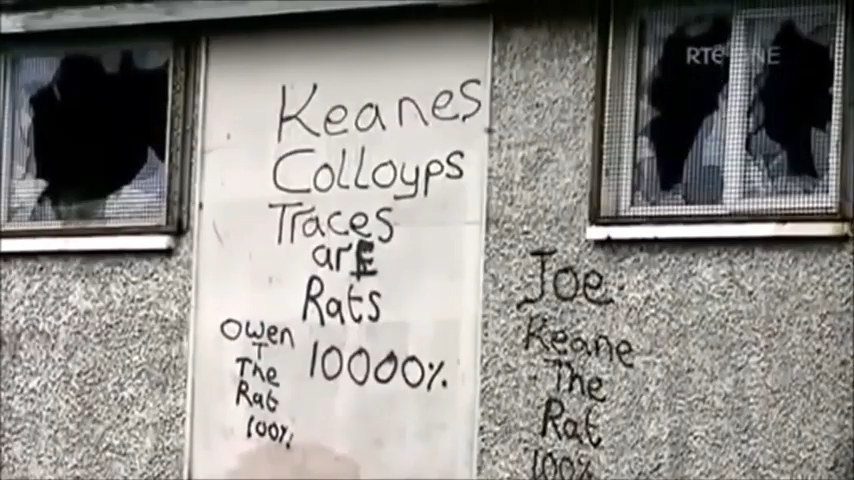 RTÉ ONE
Keanes
Colloyps
Traces
arE
Rats
10000%.
Owen
T
The
Rat
100%
Joe
Keane
The
Rat
100%